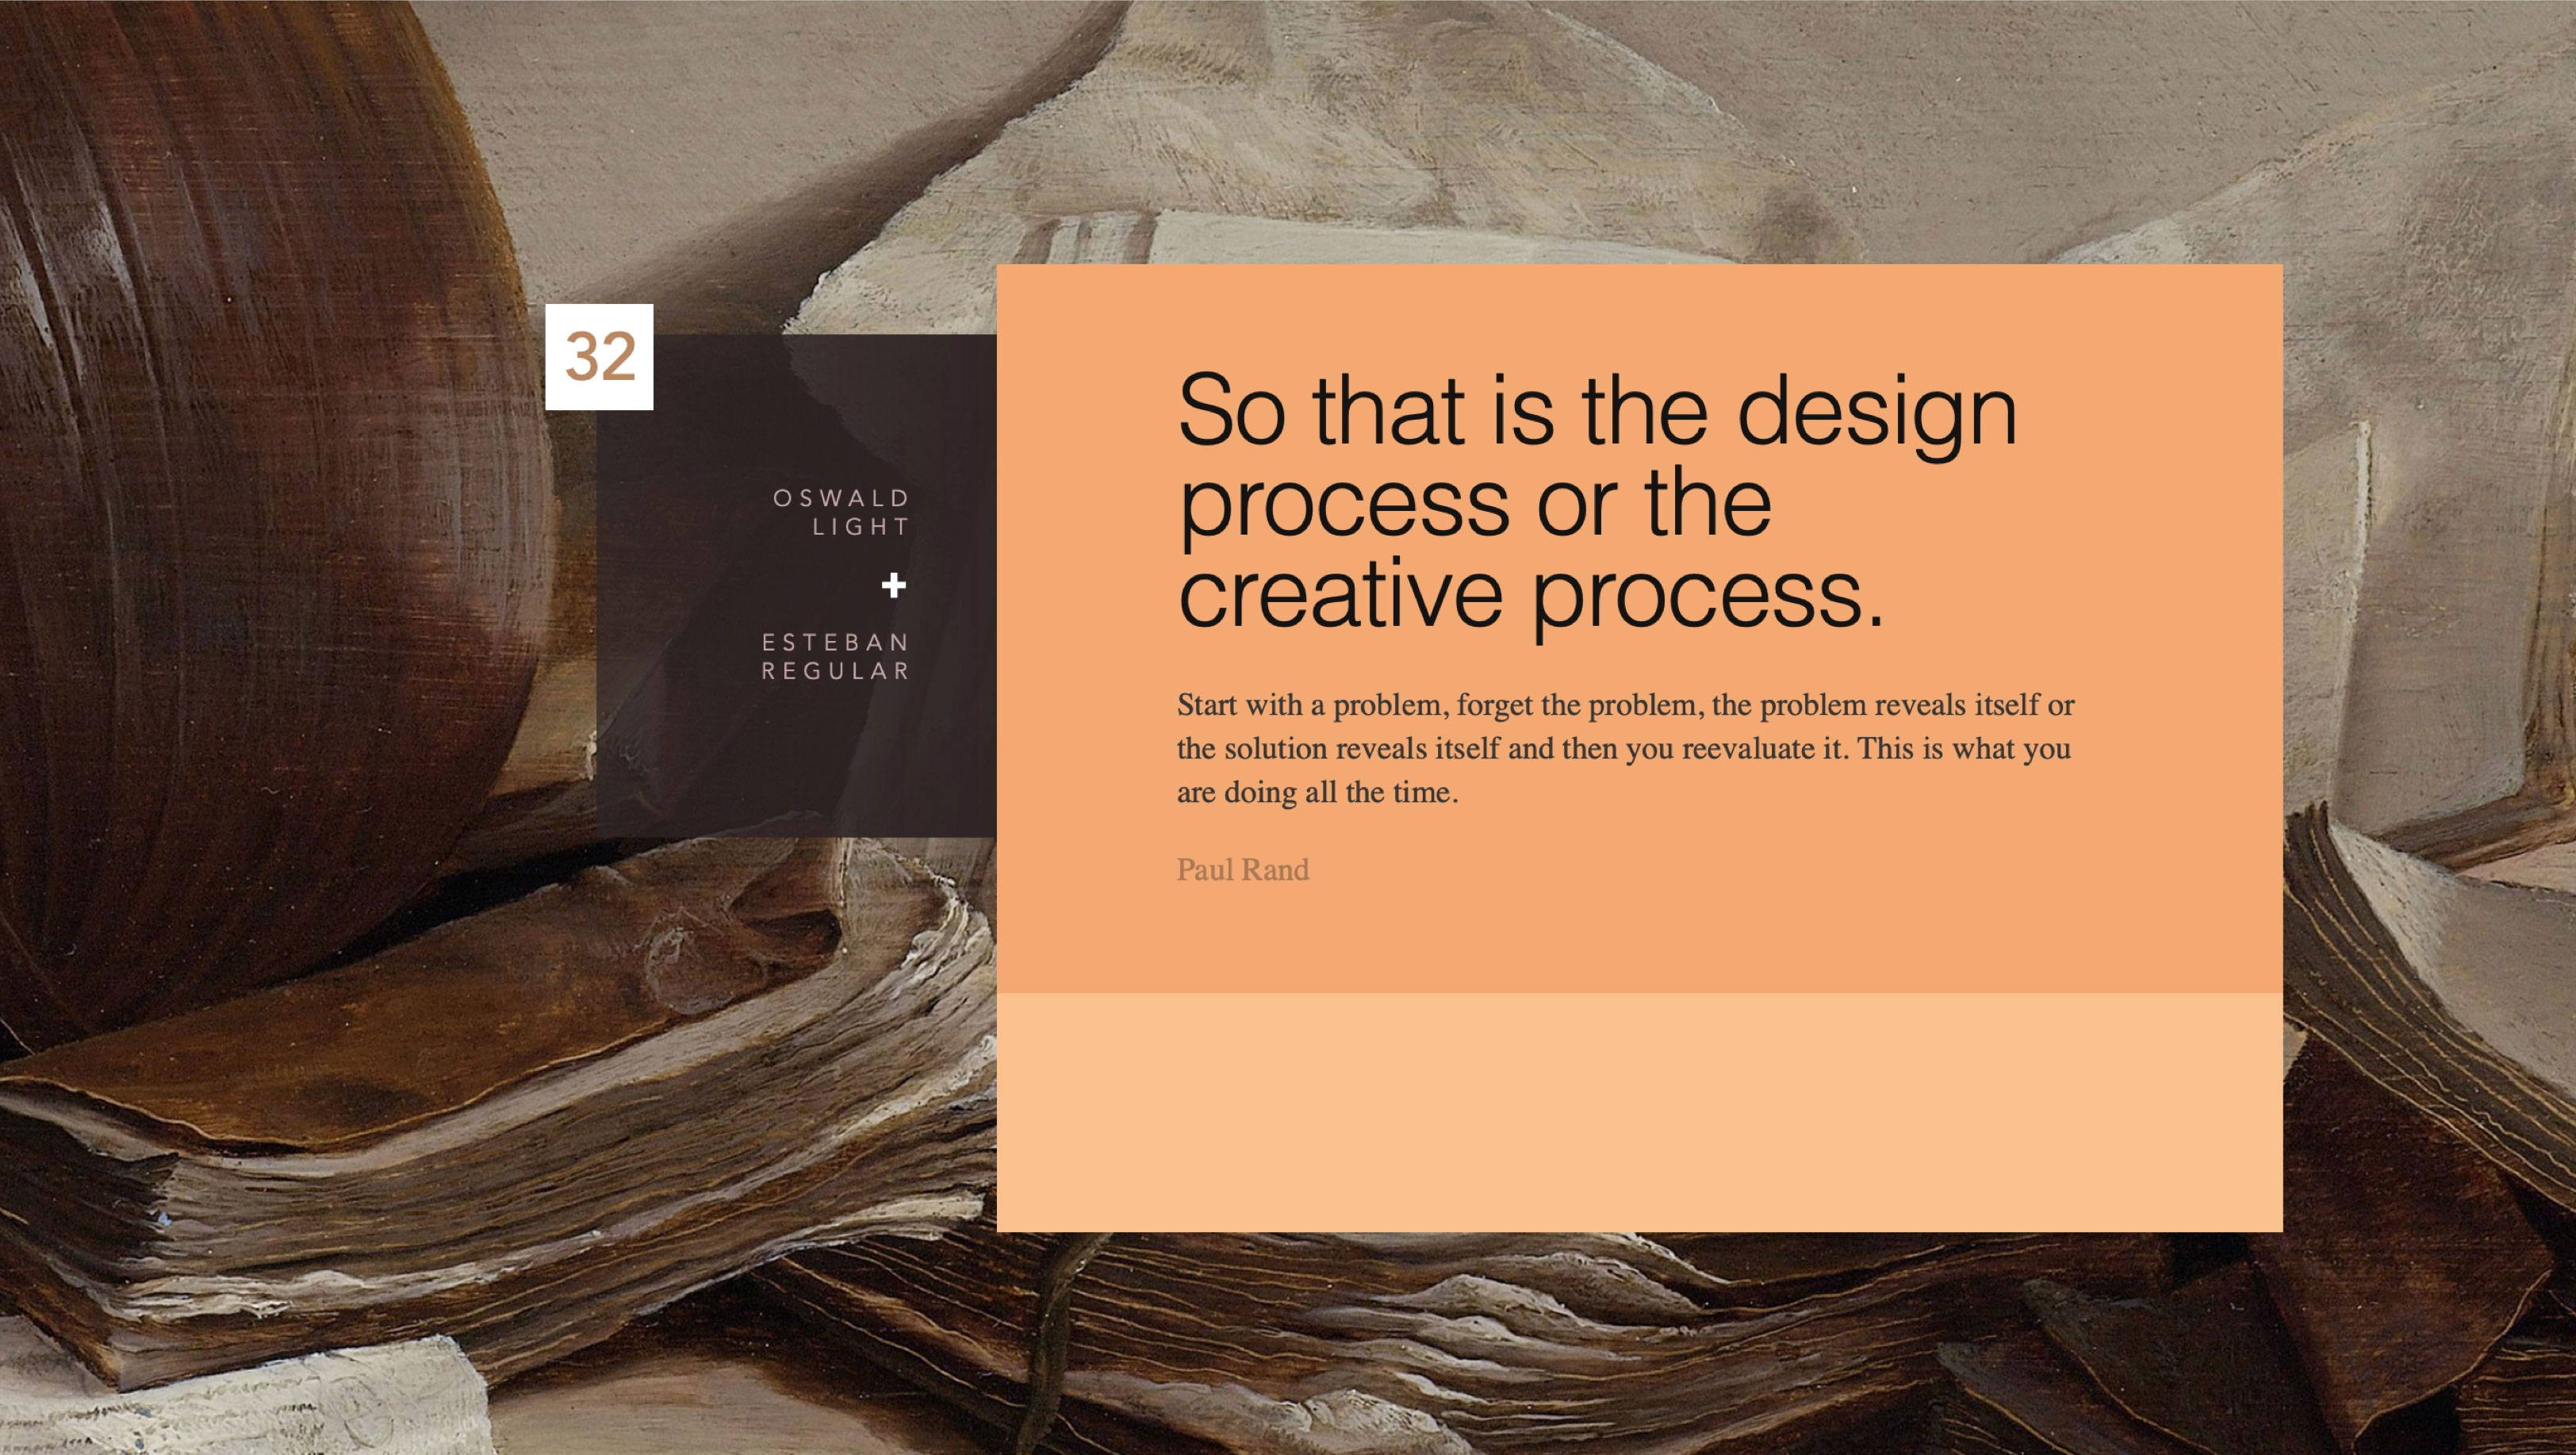 32
OSWALD
LIGHT
+
ESTEBAN
REGULAR
So that is the design
process or the
creative process.
Start with a problem, forget the problem, the problem reveals itself or
the solution reveals itself and then you reevaluate it. This is what you
are doing all the time.
Paul Rand